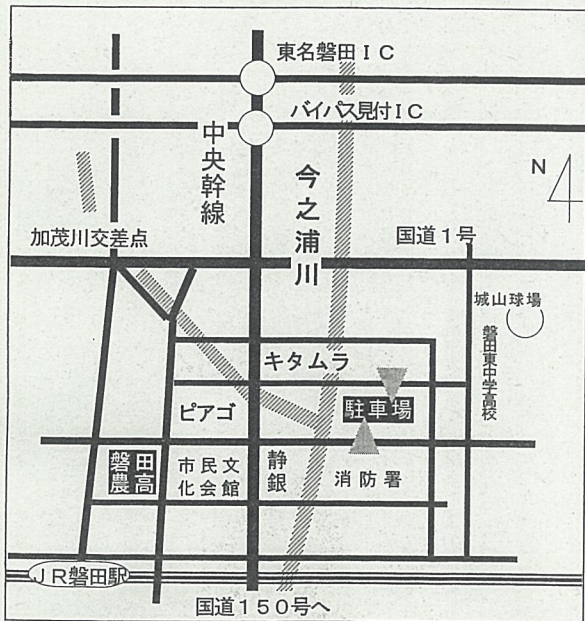 東名磐田IC
バイパス見付IC
中央幹線
今之浦川
N
加茂川交差点
国道1号
城山球場
磐田東中学高校
キタムラ
ピアゴ
駐車場
磐田
農高
市民文
化会館
静銀
消防署
JR磐田駅
国道150号へ